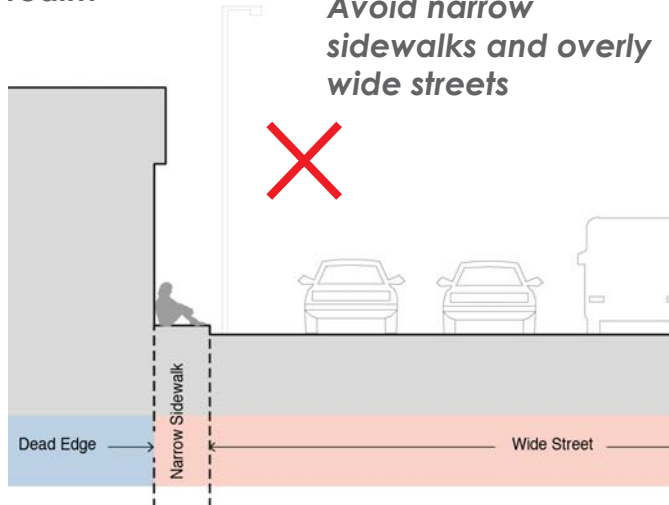 Avoid narrow
sidewalks and overly
wide streets
Dead Edge
Narrow Sidewalk
Wide Street